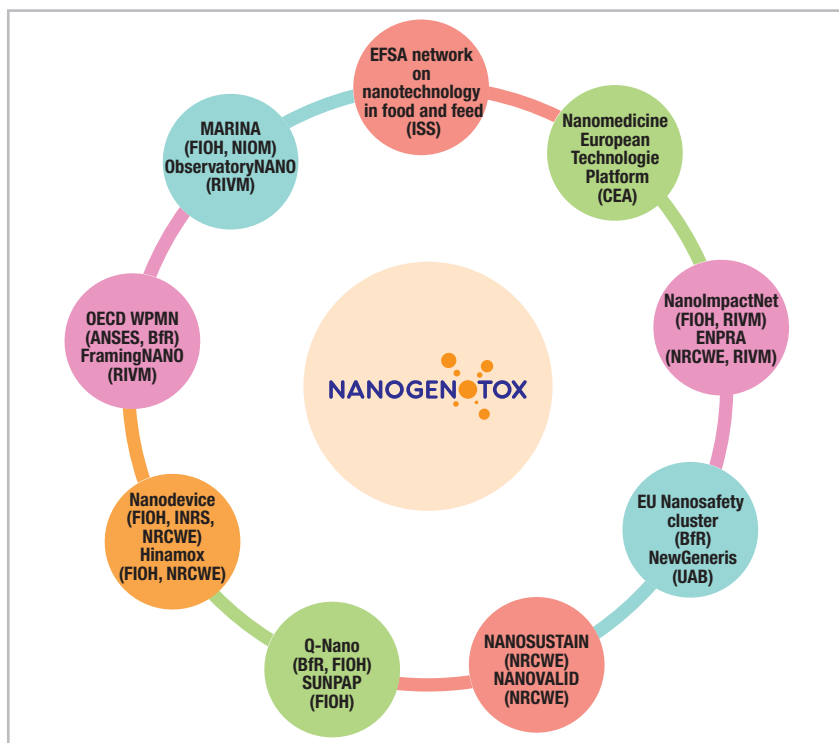 EFSA network
on
nanotechnology
in food and feed
(ISS)
Nanomedicine
European
Technologie
Platform
(CEA)
NanoImpactNet
(FIOH, RIVM)
ENPRA
(NRCWE, RIVM)
EU Nanosafety
cluster
(BfR)
NewGeneris
(UAB)
NANOSUSTAIN
(NRCWE)
NANOVALID
(NRCWE)
Q-Nano
(BfR, FIOH)
SUNPAP
(FIOH)
Nanodevice
(FIOH, INRS,
NRCWE)
Hinamox
(FIOH, NRCWE)
OECD WPMN
(ANSES, BfR)
FramingNANO
(RIVM)
MARINA
(FIOH, NIOM)
ObservatoryNANO
(RIVM)
NANOGENOTOX